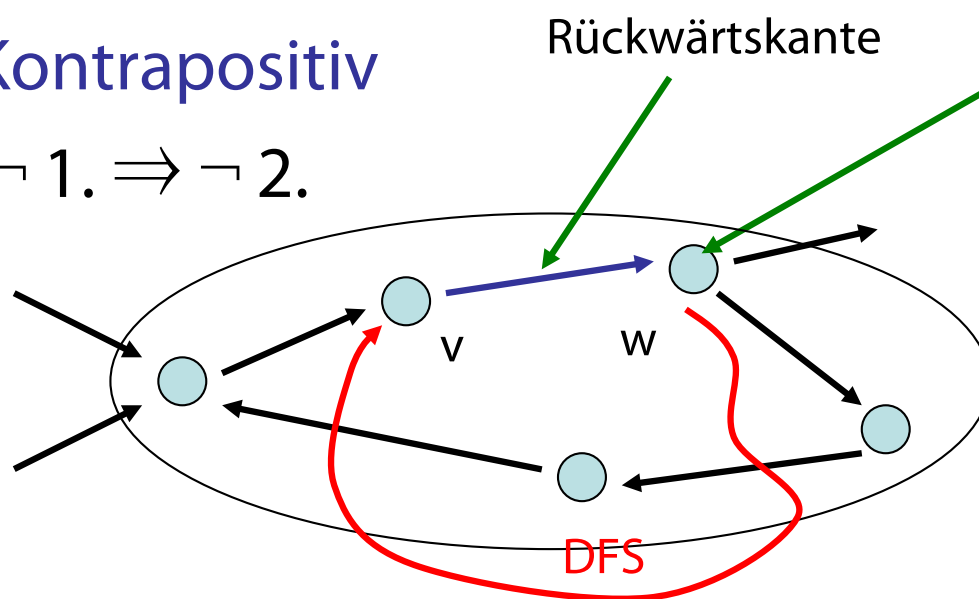 Rückwärtskante
Kontrapositiv
¬ 1. ⇒ ¬ 2.
v
w
DFS